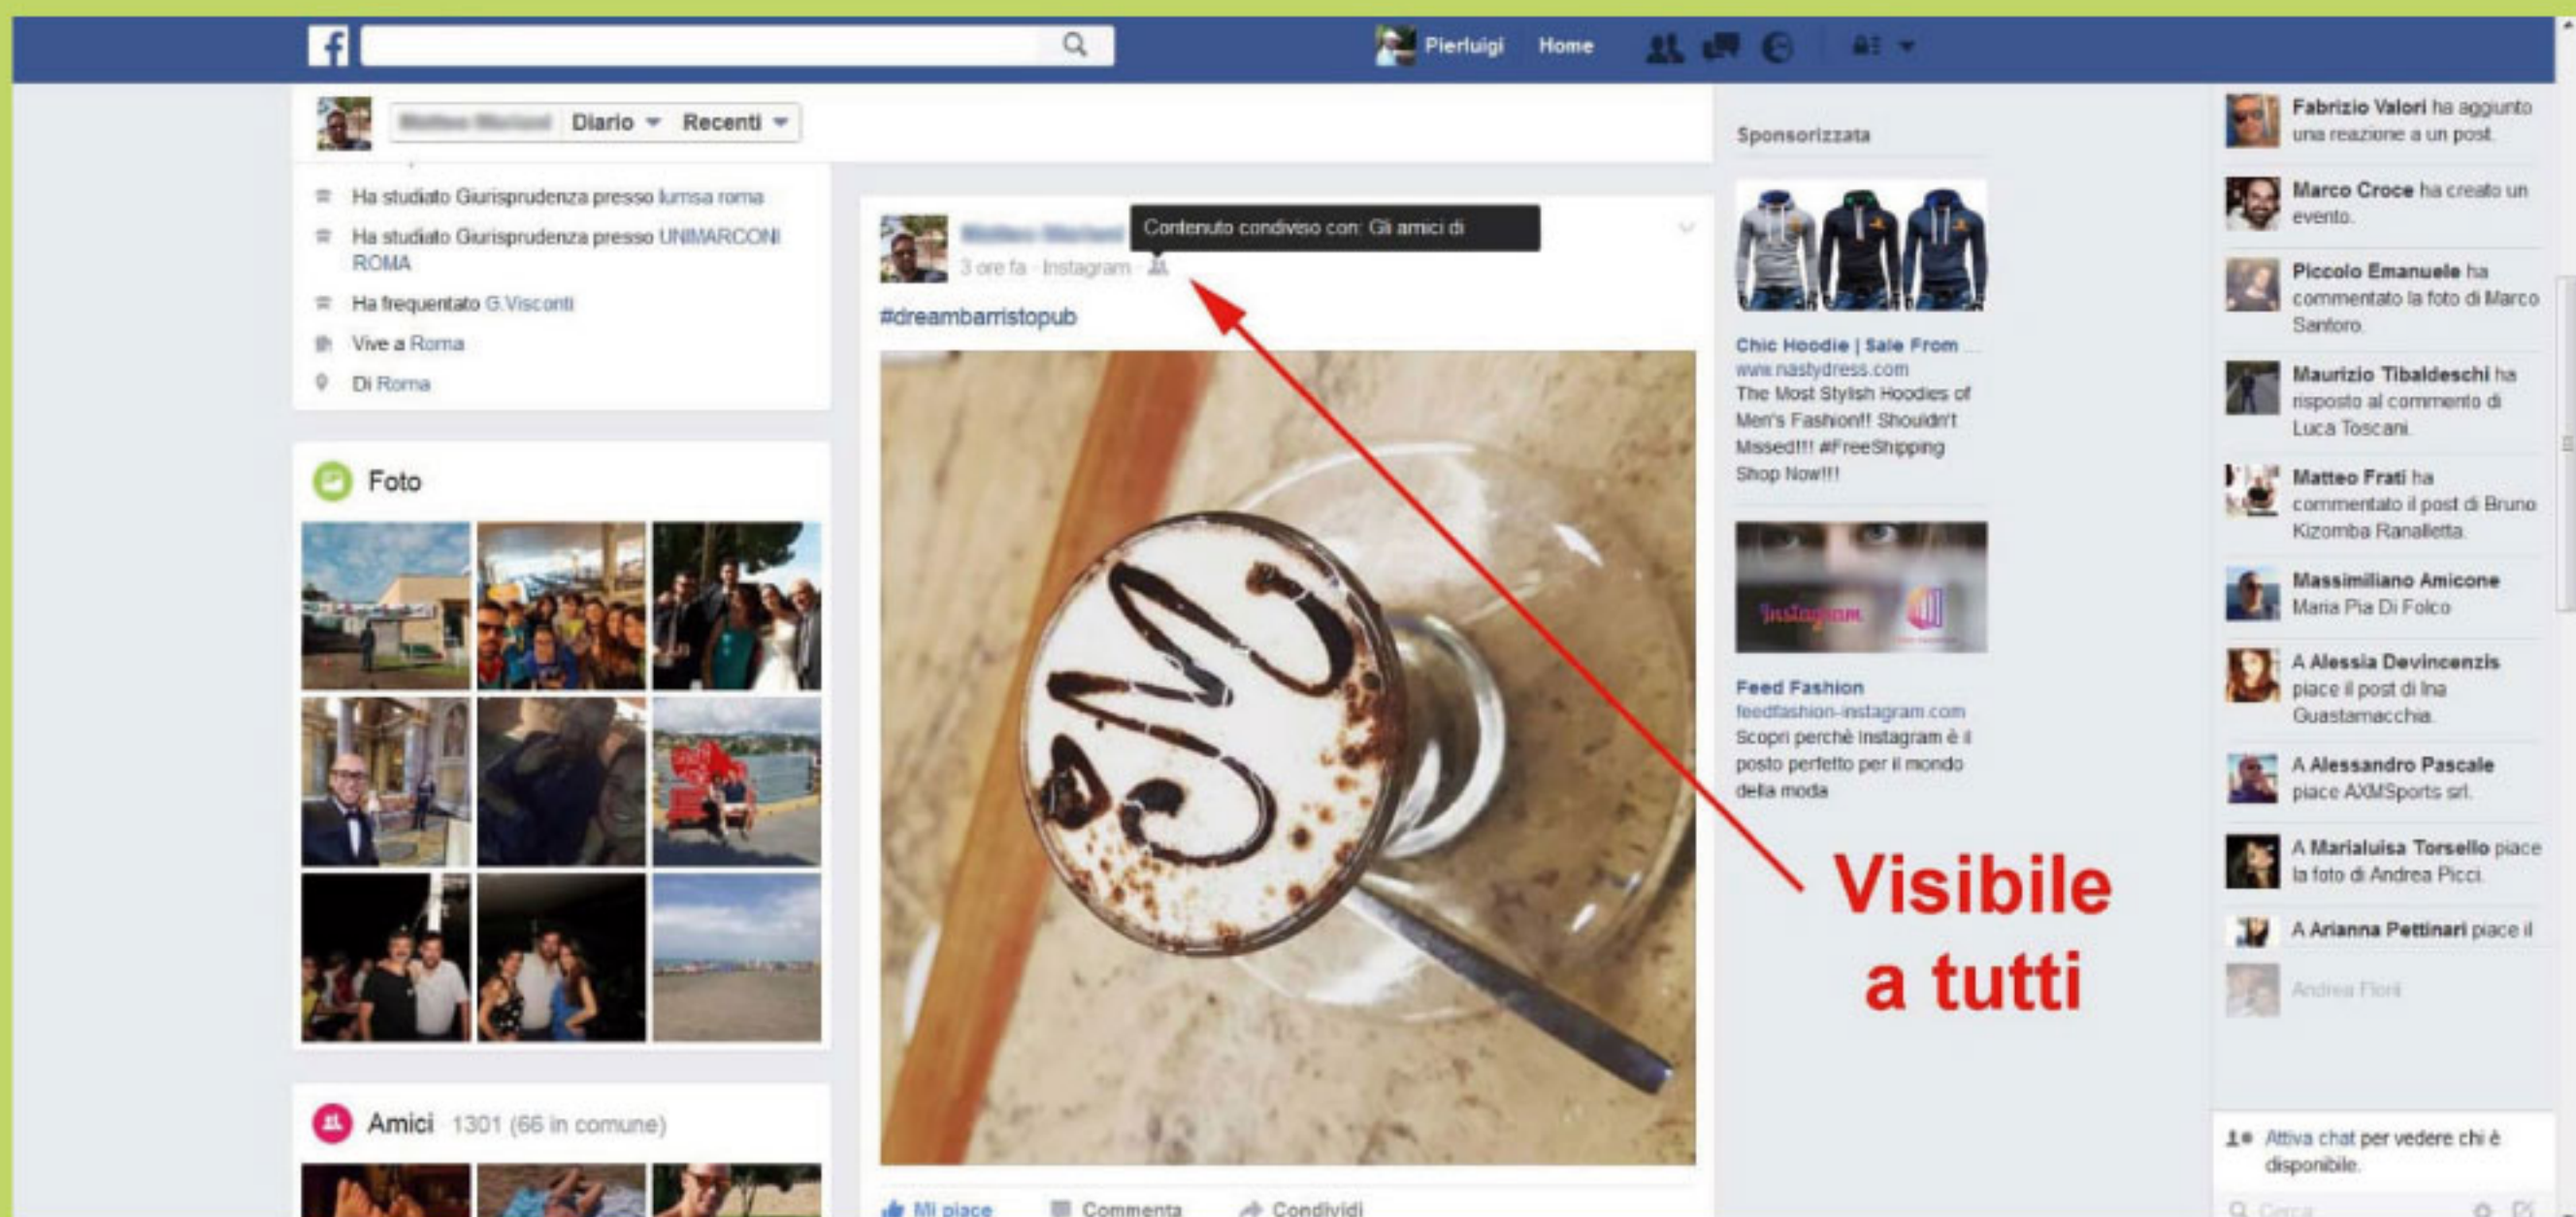 f
Pierluigi Home
Diario Recenti
Ha studiato Giurisprudenza presso lumsa roma
Ha studiato Giurisprudenza presso UNIMARCONI
ROMA
Ha frequentato G.Visconti
Vive a Roma
Di Roma
Foto
Amici 1301 (66 in comune)
Contenuto condiviso con: Gli amici di
3 ore fa · Instagram ·
#dreambarristopub
SMC
Mi piace Commenta Condividi
Sponsorizzata
Chic Hoodie | Sale From ...
www.nastydress.com
The Most Stylish Hoodies of
Men's Fashion!! Shouldn't
Missed!!! #FreeShipping
Shop Now!!!
Instagram
Feed Fashion
feedfashion-instagram.com
Scopri perchè Instagram è il
posto perfetto per il mondo
della moda
Visibile
a tutti
Fabrizio Valori ha aggiunto
una reazione a un post.
Marco Croce ha creato un
evento.
Piccolo Emanuele ha
commentato la foto di Marco
Santoro.
Maurizio Tibaldeschi ha
risposto al commento di
Luca Toscani.
Matteo Frati ha
commentato il post di Bruno
Kizomba Ranalletta.
Massimiliano Amicone
Maria Pia Di Folco
A Alessia Devincenzis
piace il post di Ina
Guastamacchia.
A Alessandro Pascale
piace AXMSports srl.
A Marialuisa Torsello piace
la foto di Andrea Picci.
A Arianna Pettinari piace il
Andrea Fiorii
Attiva chat per vedere chi è
disponibile.
Cerca